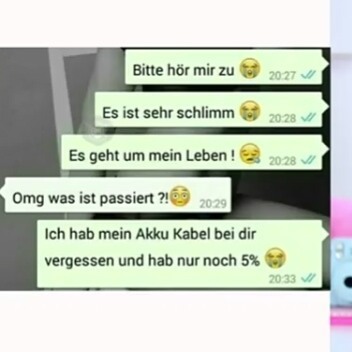 Bitte hör mir zu 😭 20:27
Es ist sehr schlimm 😭 20:28
Es geht um mein Leben ! 😪 20:28
Omg was ist passiert ?!😳 20:29
Ich hab mein Akku Kabel bei dir
vergessen und hab nur noch 5% 😭
20:33